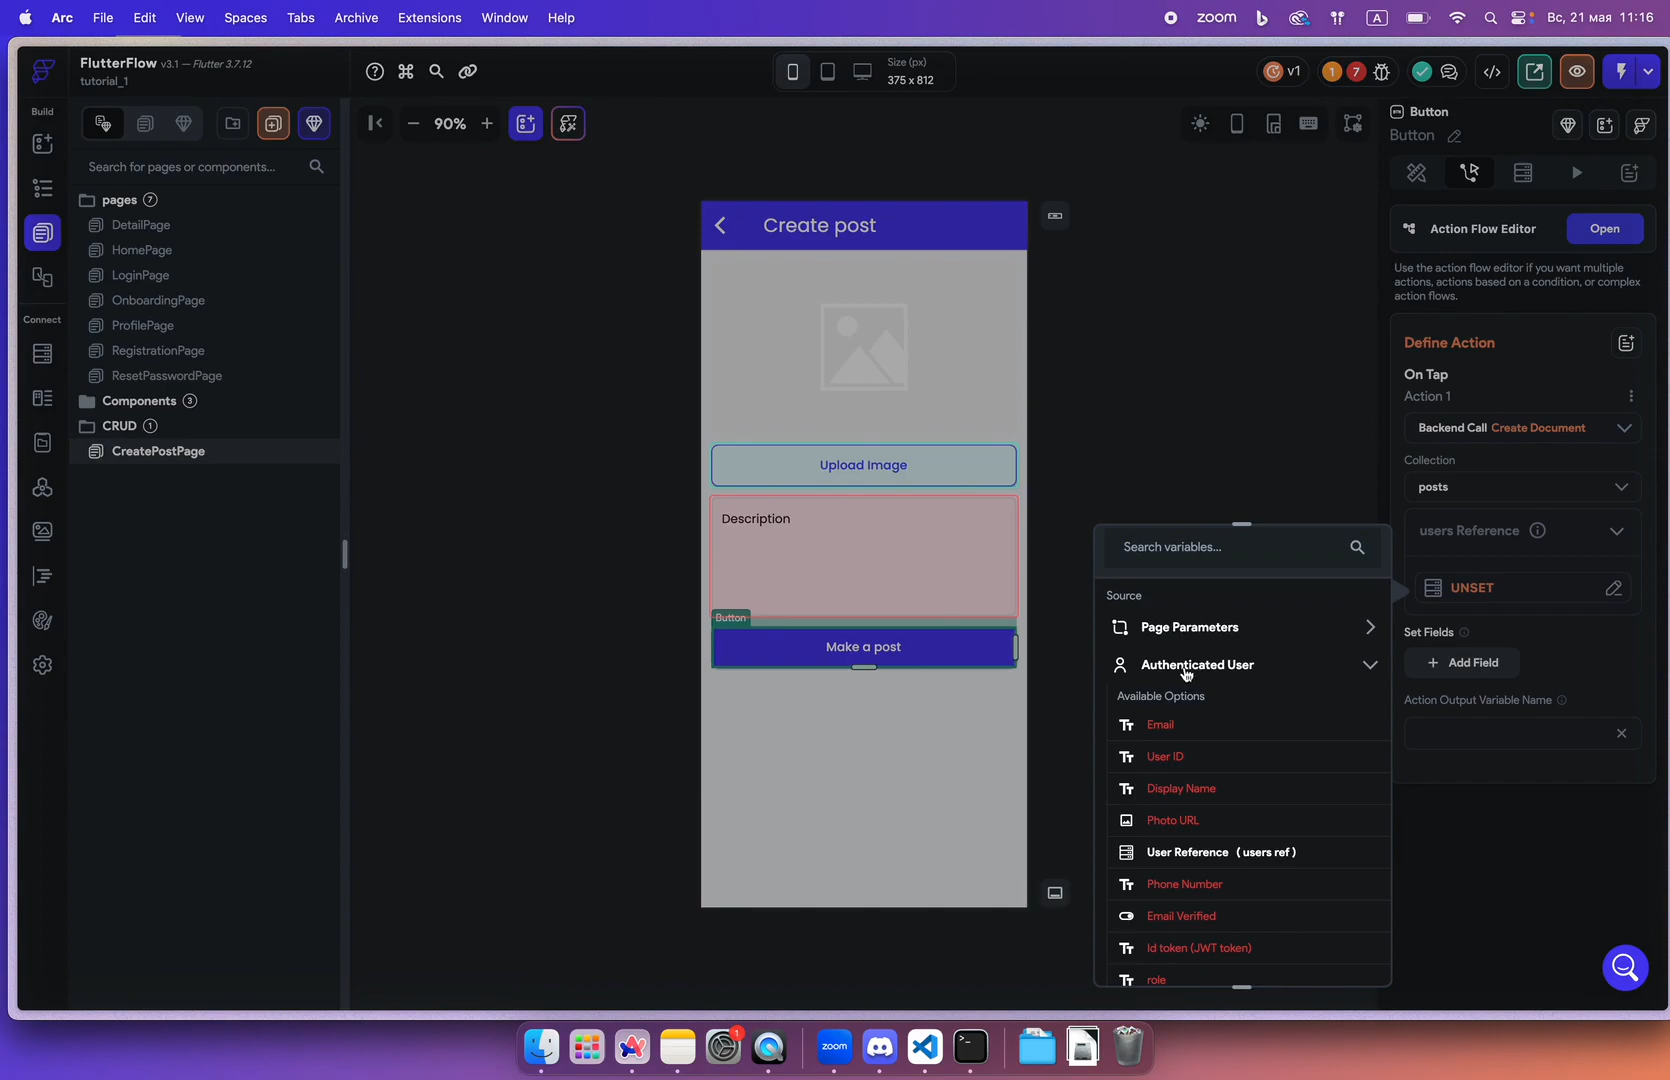 Arc File Edit View Spaces Tabs Archive Extensions Window Help
zoom A Вс, 21 мая 11:16
FlutterFlow v3.1 — Flutter 3.7.12
tutorial_1
Size (px)
375 x 812
v1 1 7
Build
90%
Search for pages or components...
pages 7
DetailPage
HomePage
LoginPage
OnboardingPage
ProfilePage
RegistrationPage
ResetPasswordPage
Components 3
CRUD 1
CreatePostPage
Connect
Create post
Upload Image
Description
Button
Make a post
Search variables...
Source
Page Parameters
Authenticated User
Available Options
Email
User ID
Display Name
Photo URL
User Reference ( users ref )
Phone Number
Email Verified
Id token (JWT token)
role
Button
Button
Action Flow Editor Open
Use the action flow editor if you want multiple
actions, actions based on a condition, or complex
action flows.
Define Action
On Tap
Action 1
Backend Call Create Document
Collection
posts
users Reference
UNSET
Set Fields
+ Add Field
Action Output Variable Name
1
zoom